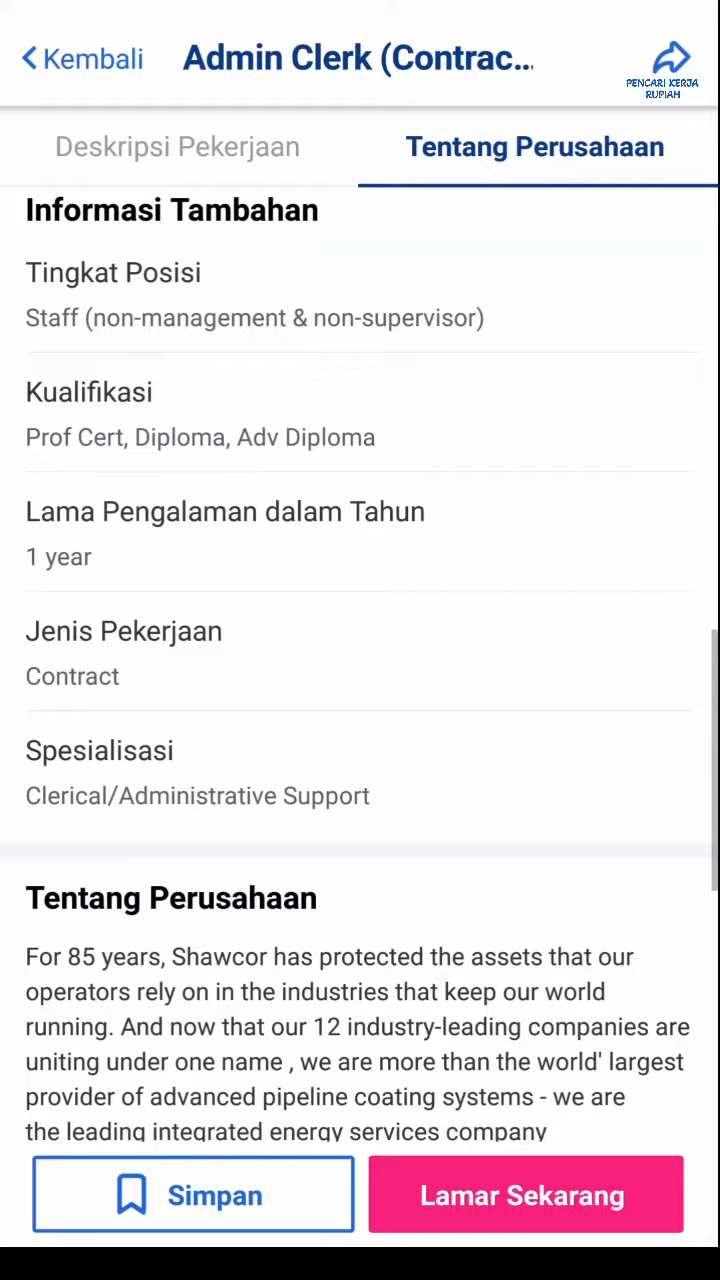 Kembali
Admin Clerk (Contrac...
PENCARI KERJA
RUPIAH
Deskripsi Pekerjaan
Tentang Perusahaan
Informasi Tambahan
Tingkat Posisi
Staff (non-management & non-supervisor)
Kualifikasi
Prof Cert, Diploma, Adv Diploma
Lama Pengalaman dalam Tahun
1 year
Jenis Pekerjaan
Contract
Spesialisasi
Clerical/Administrative Support
Tentang Perusahaan
For 85 years, Shawcor has protected the assets that our
operators rely on in the industries that keep our world
running. And now that our 12 industry-leading companies are
uniting under one name , we are more than the world' largest
provider of advanced pipeline coating systems - we are
the leading integrated energy services company
Simpan
Lamar Sekarang